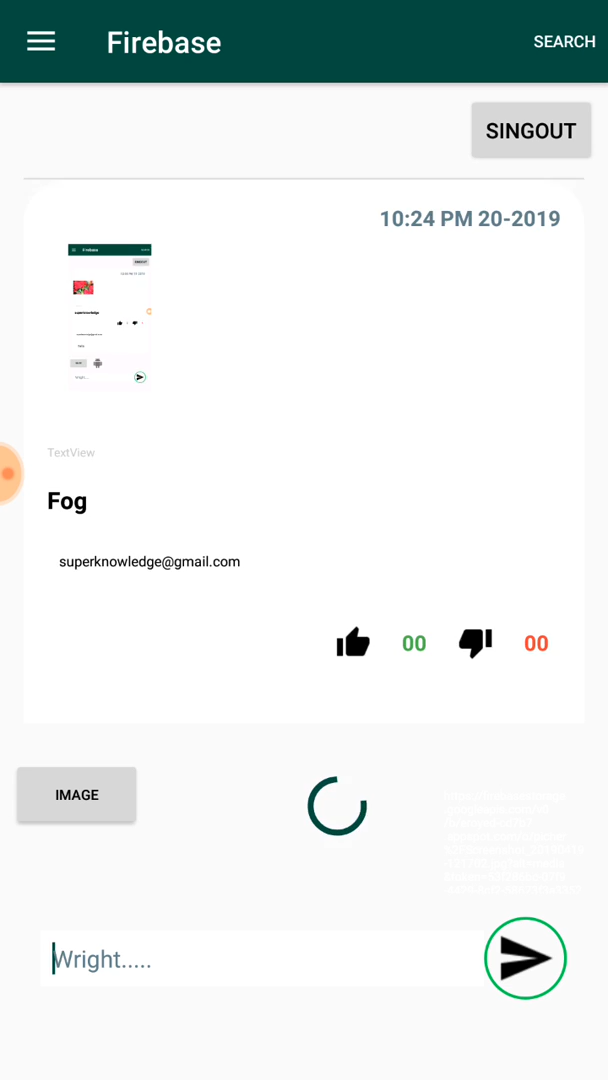 Firebase
SEARCH
SINGOUT
10:24 PM 20-2019
TextView
Fog
superknowledge@gmail.com
00
00
IMAGE
Wright.....